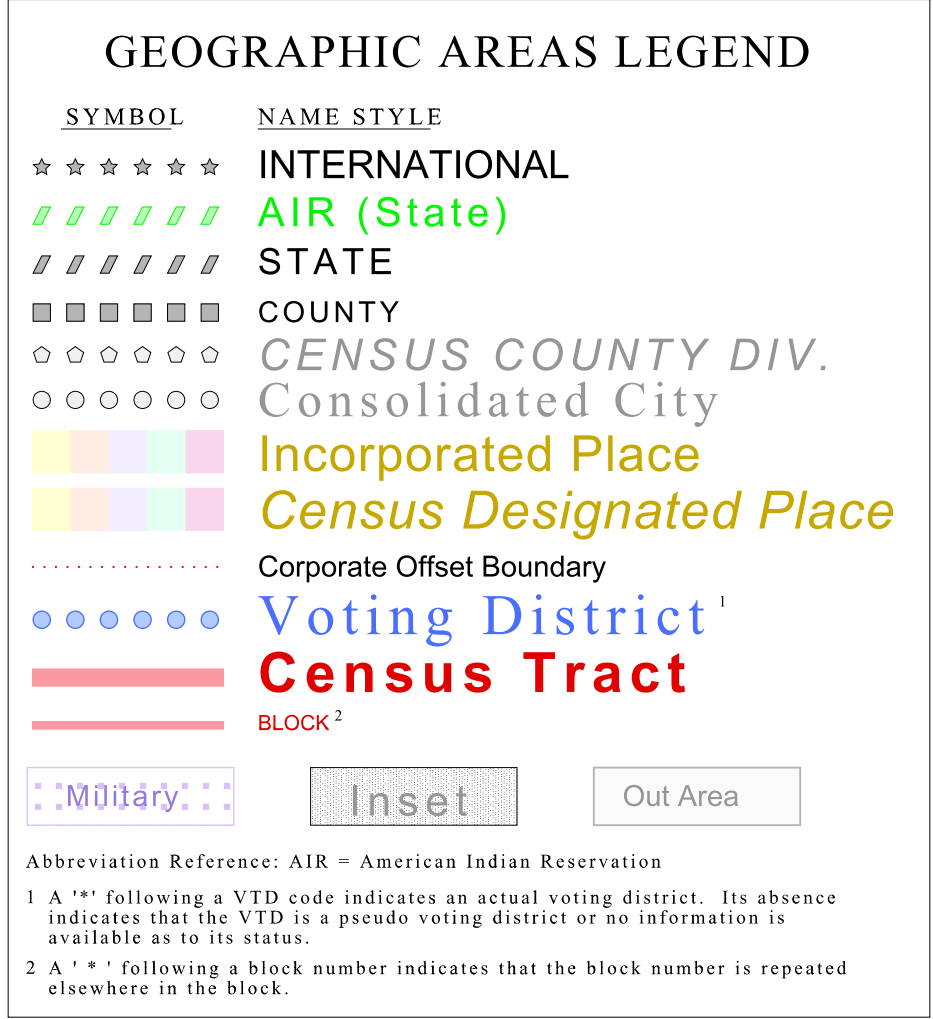 GEOGRAPHIC AREAS LEGEND
SYMBOL NAME STYLE
INTERNATIONAL
AIR (State)
STATE
COUNTY
CENSUS COUNTY DIV.
Consolidated City
Incorporated Place
Census Designated Place
Corporate Offset Boundary
Voting District 1
Census Tract
BLOCK 2
Military Inset Out Area
Abbreviation Reference: AIR = American Indian Reservation
1 A '*' following a VTD code indicates an actual voting district. Its absence
indicates that the VTD is a pseudo voting district or no information is
available as to its status.
2 A ' * ' following a block number indicates that the block number is repeated
elsewhere in the block.